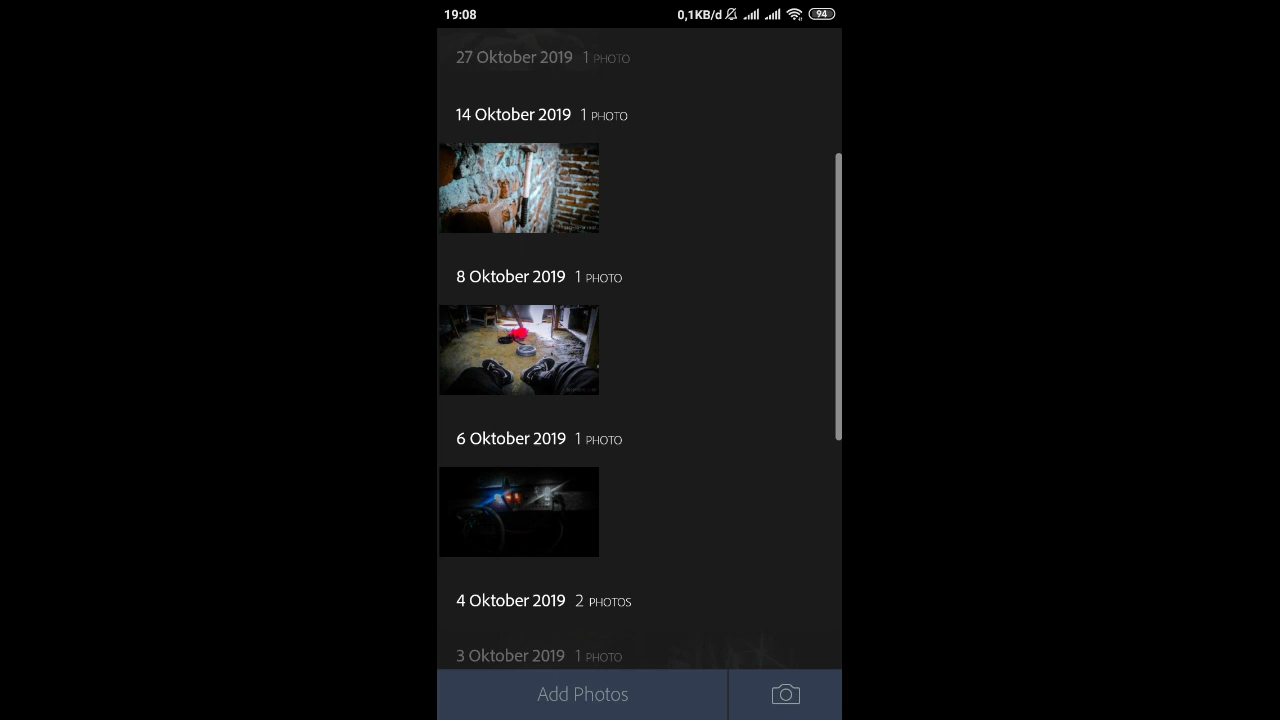 19:08 0,1KB/d 94
27 Oktober 2019 1 PHOTO
14 Oktober 2019 1 PHOTO
8 Oktober 2019 1 PHOTO
6 Oktober 2019 1 PHOTO
4 Oktober 2019 2 PHOTOS
3 Oktober 2019 1 PHOTO
Add Photos